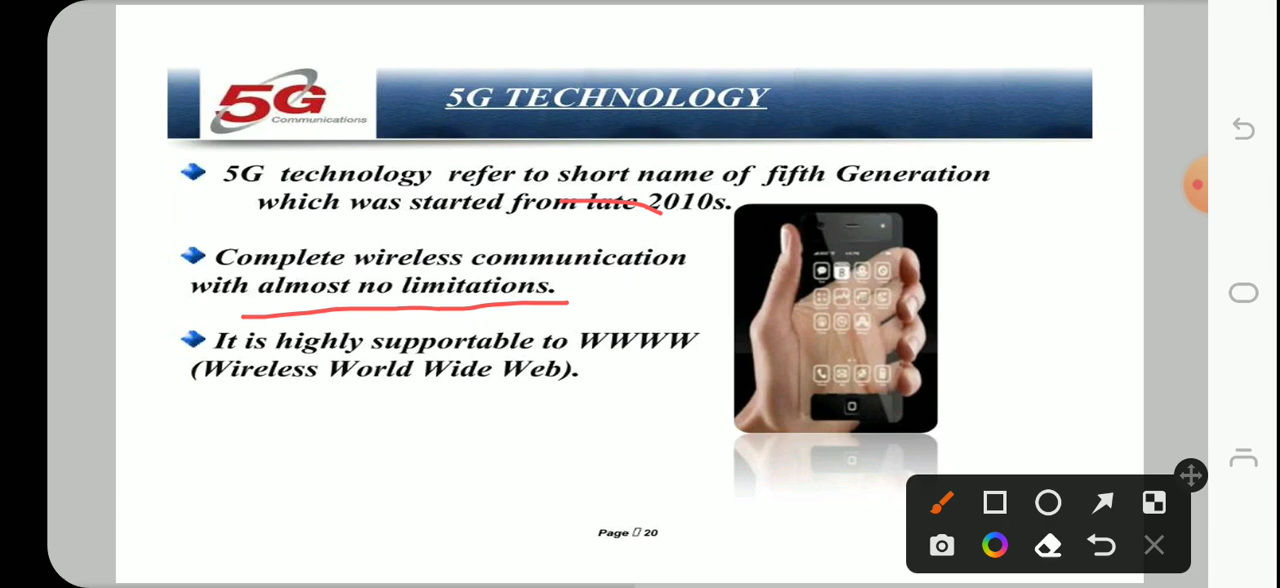 5G
Communications
5G TECHNOLOGY
5G technology refer to short name of fifth Generation
which was started from late 2010s.
Complete wireless communication
with almost no limitations.
It is highly supportable to WWWW
(Wireless World Wide Web).
Page 20